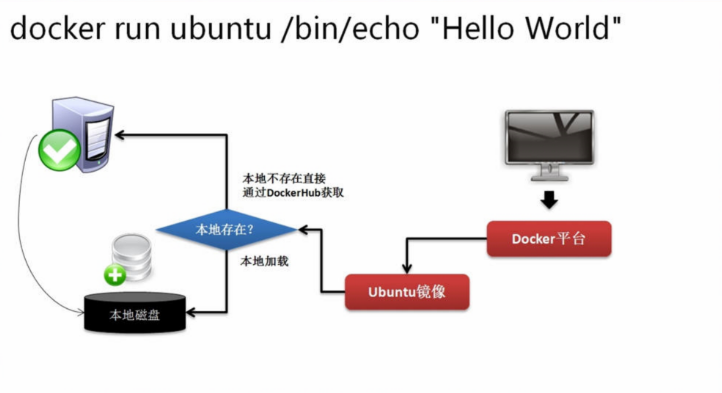 docker run ubuntu /bin/echo "Hello World"
本地不存在直接
通过DockerHub获取
本地存在？
Docker平台
本地加载
Ubuntu镜像
本地磁盘